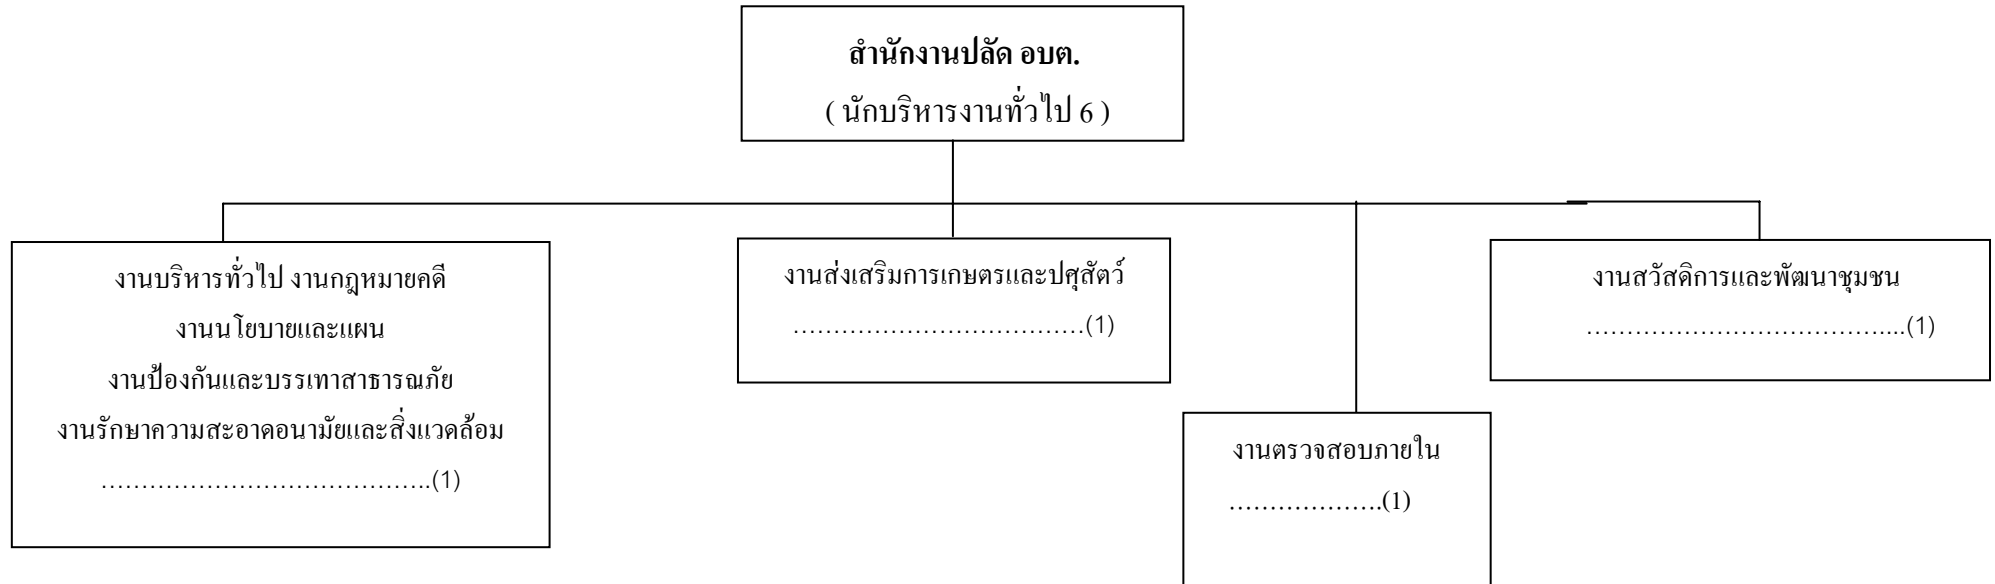 สำนักงานปลัด อบต.
( นักบริหารงานทั่วไป 6 )
งานบริหารทั่วไป งานกฎหมายคดี
งานนโยบายและแผน
งานป้องกันและบรรเทาสาธารณภัย
งานรักษาความสะอาดอนามัยและสิ่งแวดล้อม
…………………………………..(1)
งานส่งเสริมการเกษตรและปศุสัตว์
………………………………(1)
งานตรวจสอบภายใน
……………….(1)
งานสวัสดิการและพัฒนาชุมชน
………………………………....(1)